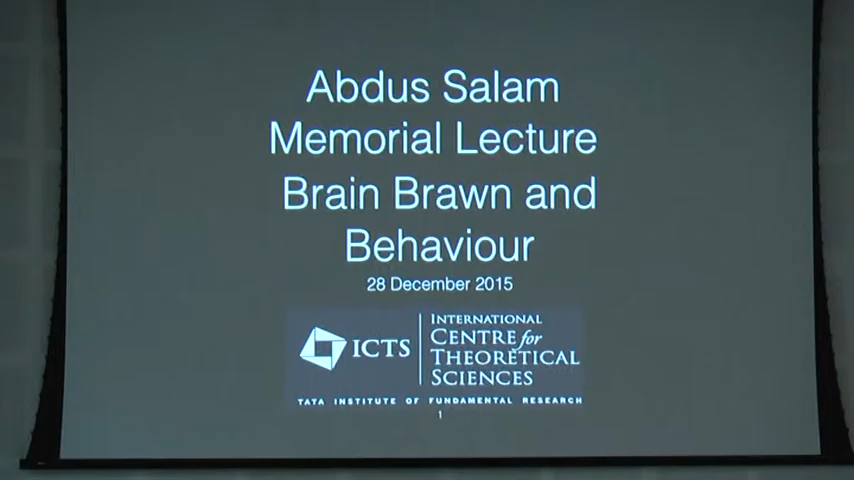 Abdus Salam
Memorial Lecture
Brain Brawn and
Behaviour
28 December 2015
ICTS
INTERNATIONAL
CENTRE for
THEORETICAL
SCIENCES
TATA INSTITUTE OF FUNDAMENTAL RESEARCH
1